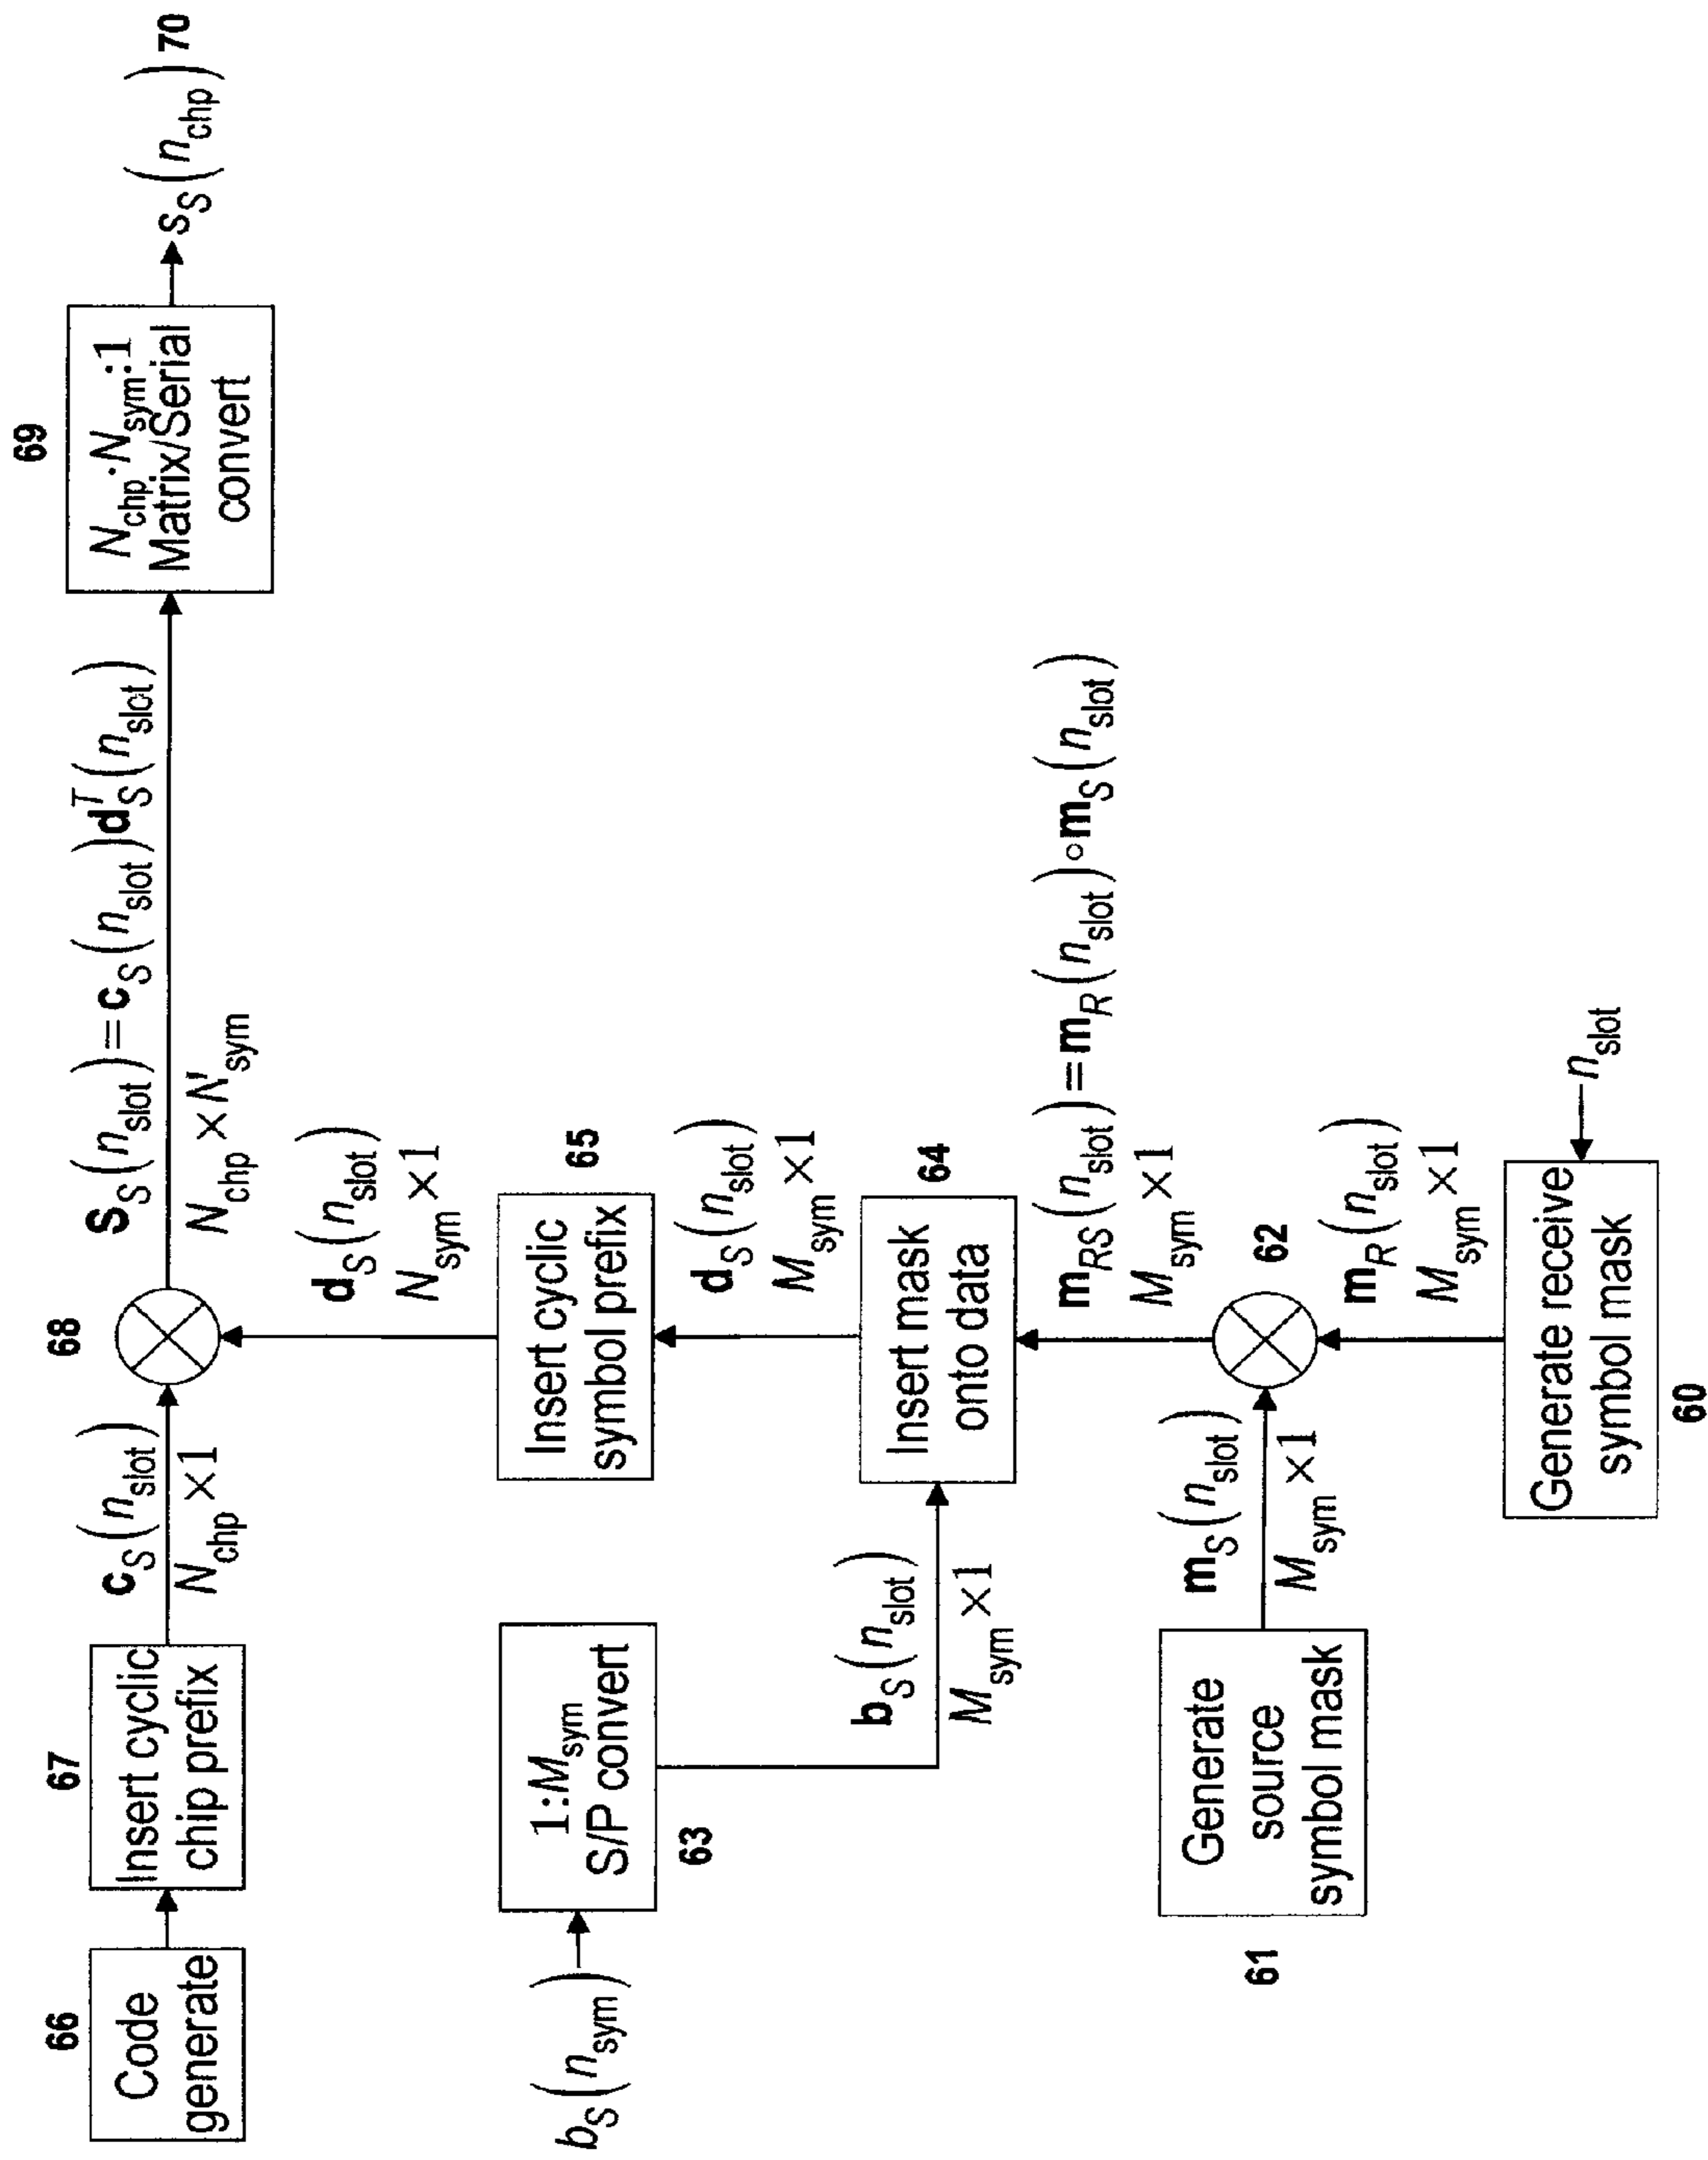 66
Code
generate
67
Insert cyclic
chip prefix
c_S(n_slot)
N_chp×1
68
S_S(n_slot)=c_S(n_slot)d_S^T(n_slot)
N_chp×N_sym
69
N_chp·N_sym:1
Matrix/Serial
convert
s_S(n_chp) 70
b_S(n_sym)
1:M_sym
S/P convert
63
b_S(n_slot)
M_sym×1
Insert cyclic
symbol prefix
65
d_S(n_slot)
N_sym×1
Insert mask
onto data
64
d_S(n_slot)
M_sym×1
61
Generate
source
symbol mask
m_S(n_slot)
M_sym×1
62
m_RS(n_slot)=m_R(n_slot)∘m_S(n_slot)
M_sym×1
m_R(n_slot)
M_sym×1
Generate receive
symbol mask
60
n_slot